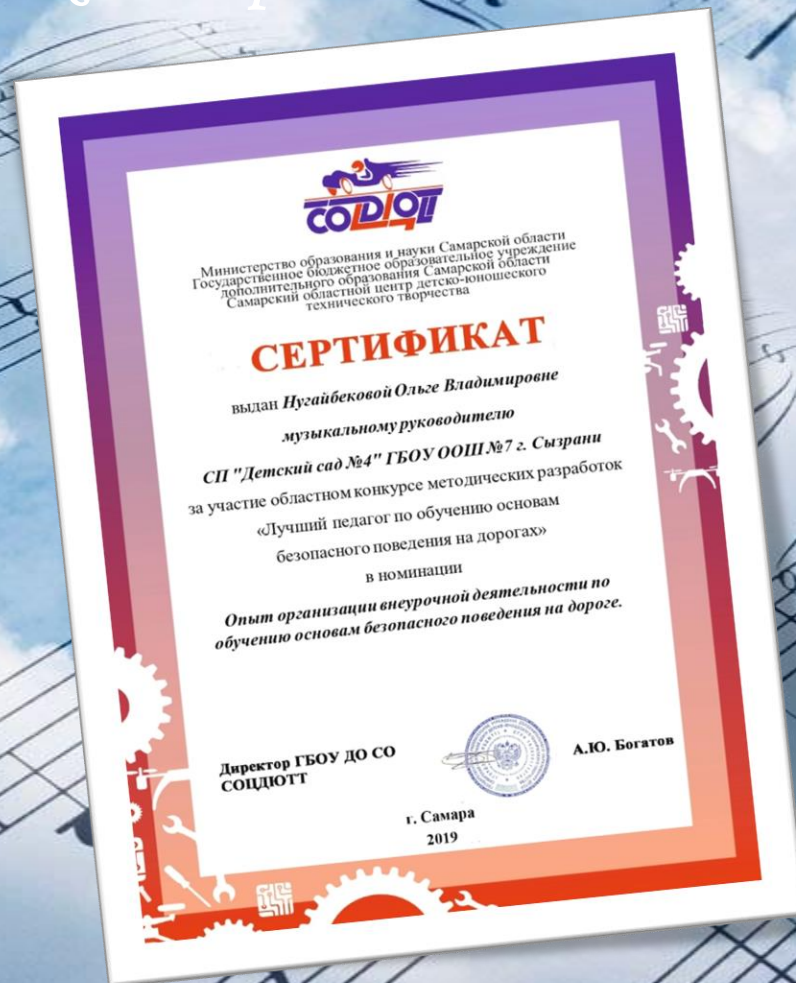 СОЦДЮТТ
Министерство образования и науки Самарской области
Государственное бюджетное образовательное учреждение
дополнительного образования Самарской области
Самарский областной центр детско-юношеского
технического творчества
СЕРТИФИКАТ
выдан Нугайбековой Ольге Владимировне
музыкальному руководителю
СП "Детский сад №4" ГБОУ ООШ №7 г. Сызрани
за участие областном конкурсе методических разработок
«Лучший педагог по обучению основам
безопасного поведения на дорогах»
в номинации
Опыт организации внеурочной деятельности по
обучению основам безопасного поведения на дороге.
Директор ГБОУ ДО СО
СОЦДЮТТ
А.Ю. Богатов
г. Самара
2019